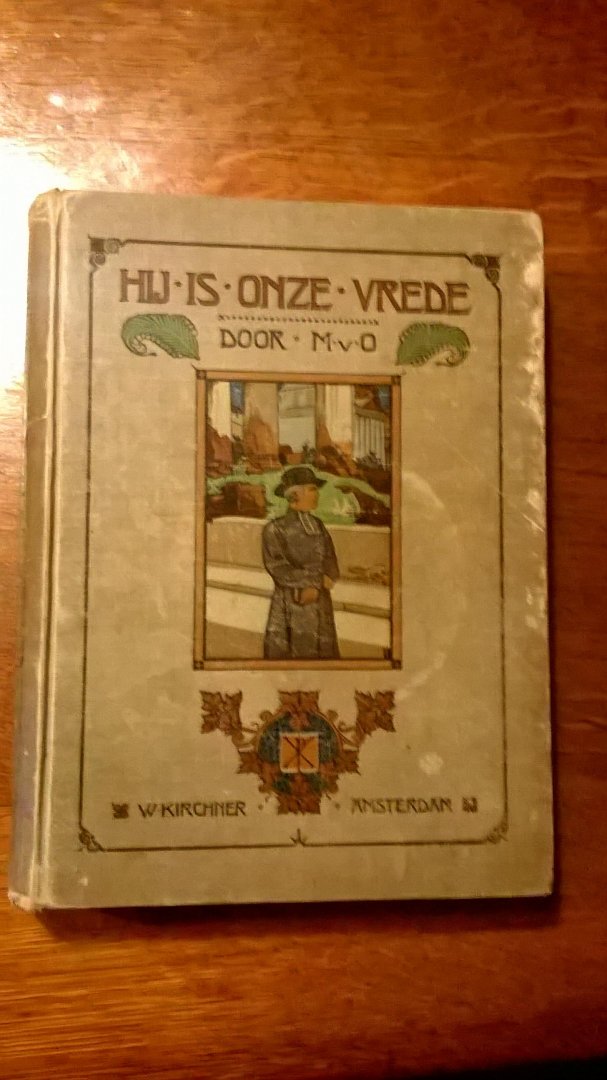 HIJ · IS · ONZE · VREDE
DOOR · M·V·O
W·KIRCHNER · AMSTERDAM